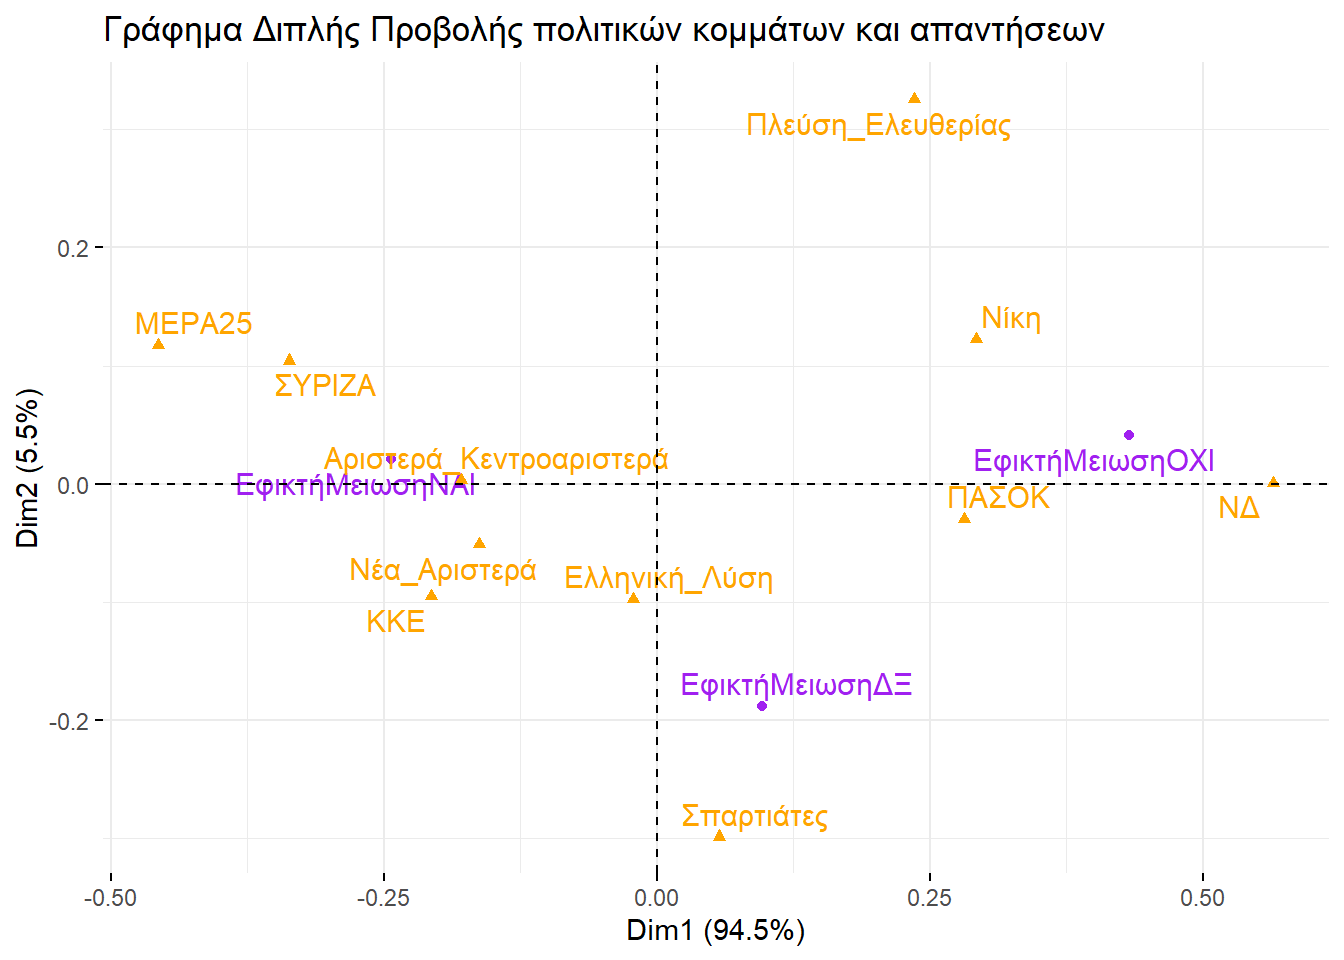 Γράφημα Διπλής Προβολής πολιτικών κομμάτων και απαντήσεων
Πλεύση_Ελευθερίας
0.2
ΜΕΡΑ25
Νίκη
ΣΥΡΙΖΑ
Αριστερά_Κεντροαριστερά
ΕφικτήΜειωσηΟΧΙ
0.0
ΕφικτήΜειωσηΝΑΙ
ΠΑΣΟΚ
ΝΔ
Νέα_Αριστερά
Ελληνική_Λύση
ΚΚΕ
ΕφικτήΜειωσηΔΞ
-0.2
Σπαρτιάτες
-0.50 -0.25 0.00 0.25 0.50
Dim1 (94.5%)
Dim2 (5.5%)